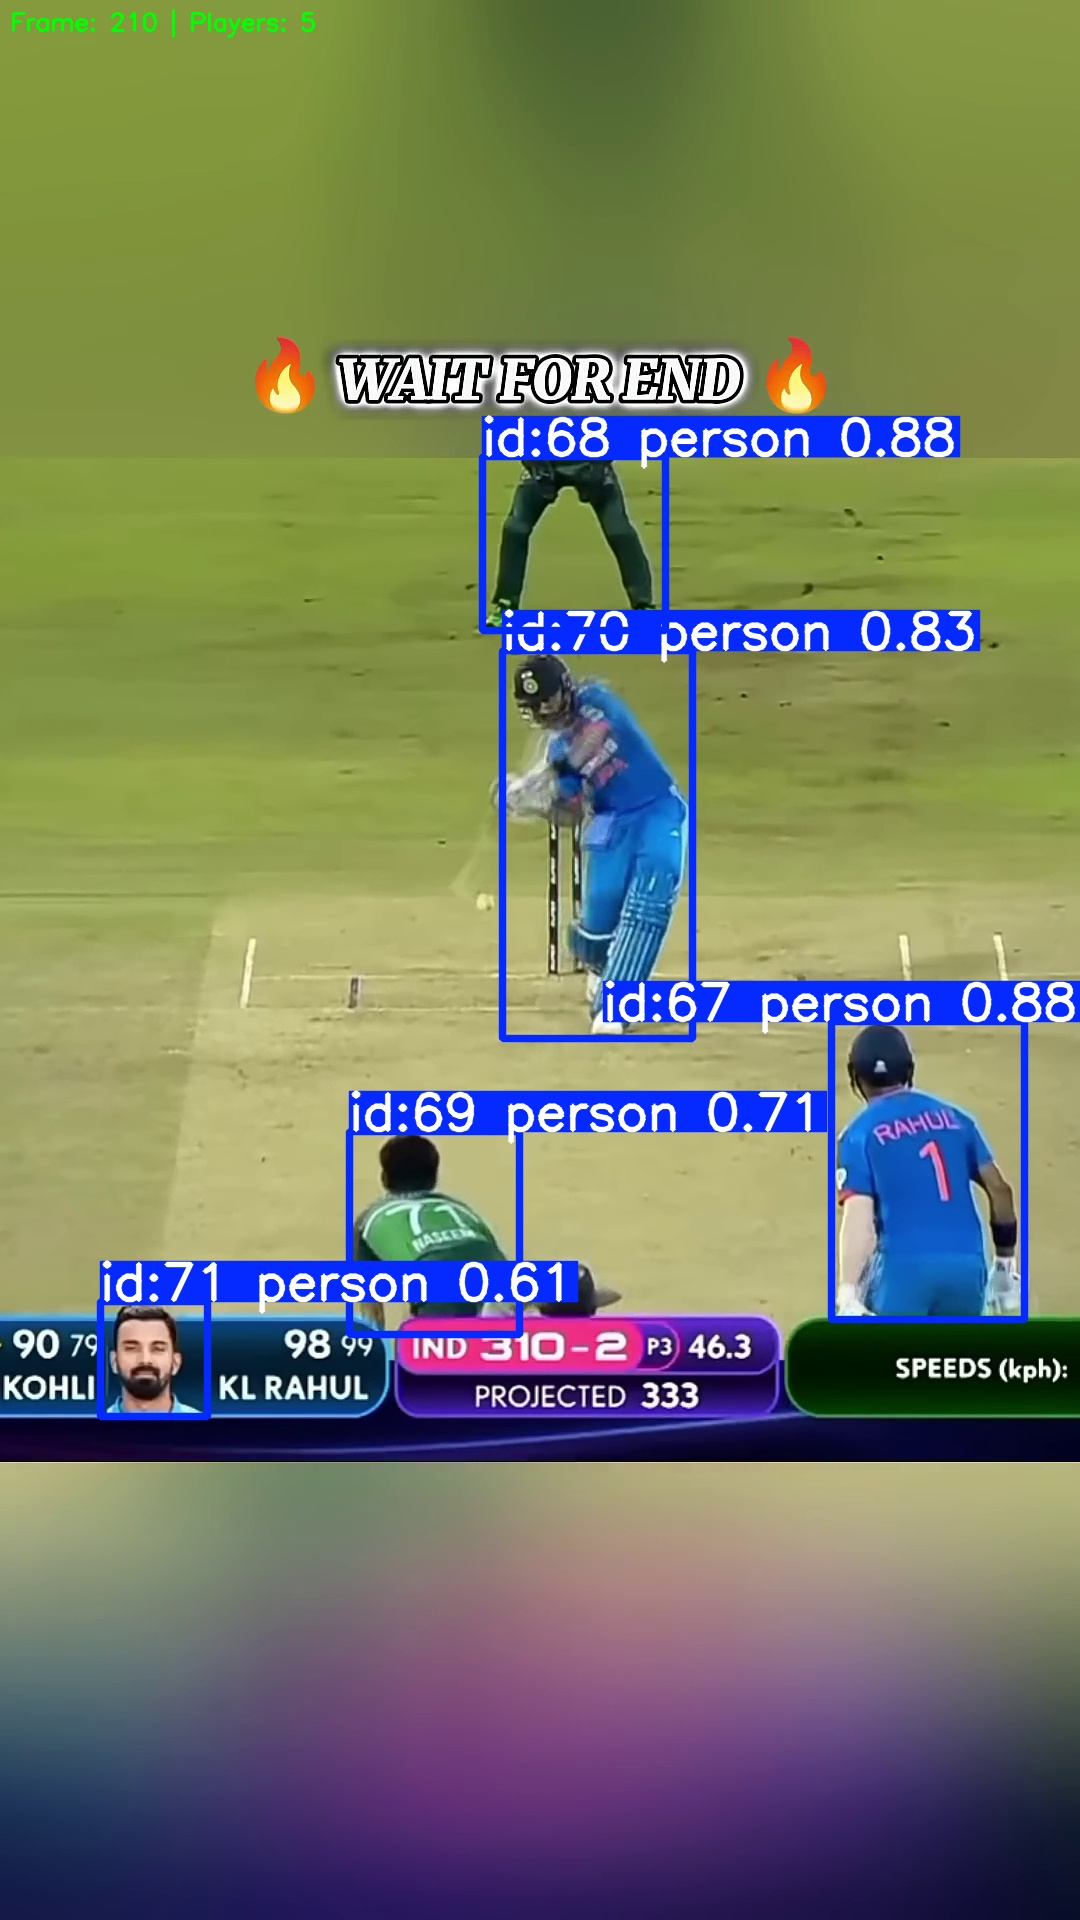 Frame: 210 | Players: 5
🔥 WAIT FOR END 🔥
id:68 person 0.88
id:70 person 0.83
id:67 person 0.88
id:69 person 0.71
RAHUL
1
71
NASEEM
id:71 person 0.61
90 79
98 99
IND 310-2 P3 46.3
KOHLI
KL RAHUL
PROJECTED 333
SPEEDS (kph):